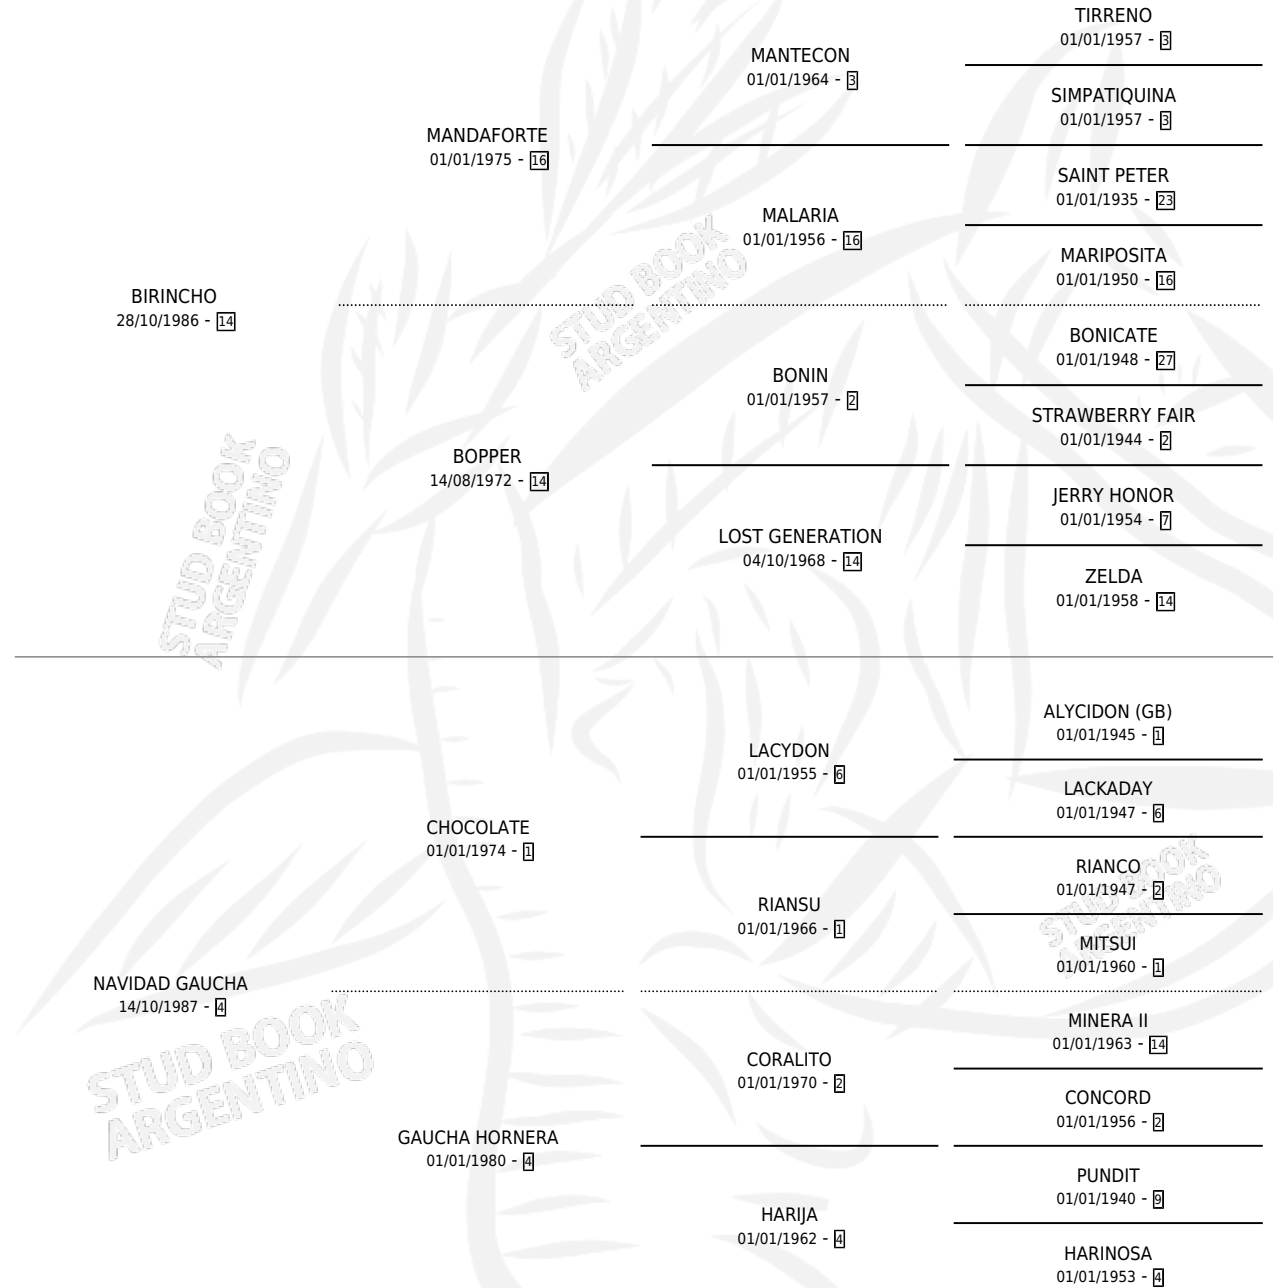 TIRRENO
01/01/1957 - 3
MANTECON
01/01/1964 - 3
SIMPATIQUINA
01/01/1957 - 3
MANDAFORTE
01/01/1975 - 16
SAINT PETER
01/01/1935 - 23
MALARIA
01/01/1956 - 16
MARIPOSITA
01/01/1950 - 16
BIRINCHO
28/10/1986 - 14
STUD BOOK
ARGENTINO
BONICATE
01/01/1948 - 27
BONIN
01/01/1957 - 2
STRAWBERRY FAIR
01/01/1944 - 2
BOPPER
14/08/1972 - 14
JERRY HONOR
01/01/1954 - 7
LOST GENERATION
04/10/1968 - 14
ZELDA
01/01/1958 - 14
STUD BOOK
ARGENTINO
ALYCIDON (GB)
01/01/1945 - 1
LACYDON
01/01/1955 - 6
LACKADAY
01/01/1947 - 6
CHOCOLATE
01/01/1974 - 1
RIANCO
01/01/1947 - 2
RIANSU
01/01/1966 - 1
MITSUI
01/01/1960 - 1
STUD BOOK
ARGENTINO
NAVIDAD GAUCHA
14/10/1987 - 4
MINERA II
01/01/1963 - 14
CORALITO
01/01/1970 - 2
CONCORD
01/01/1956 - 2
STUD BOOK
ARGENTINO
GAUCHA HORNERA
01/01/1980 - 4
PUNDIT
01/01/1940 - 9
HARIJA
01/01/1962 - 4
HARINOSA
01/01/1953 - 4